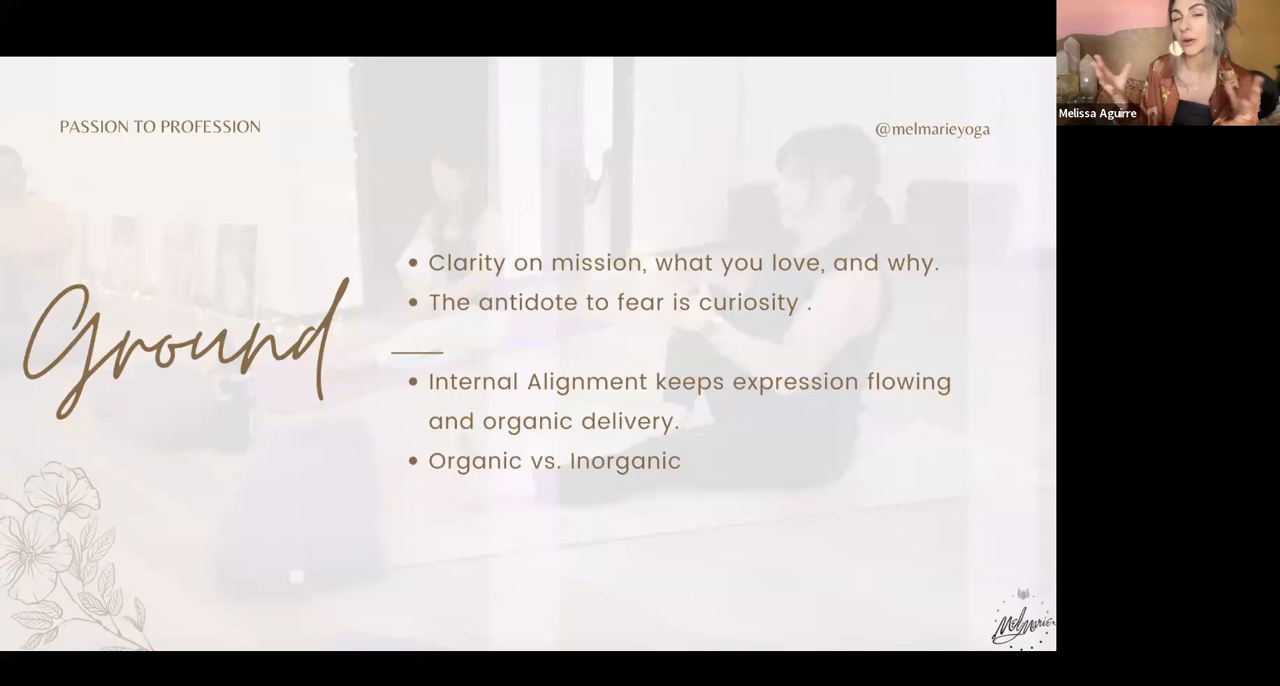 PASSION TO PROFESSION
@melmarieyoga
Melissa Aguirre
Ground
• Clarity on mission, what you love, and why.
• The antidote to fear is curiosity .
• Internal Alignment keeps expression flowing
and organic delivery.
• Organic vs. Inorganic
MelMarie